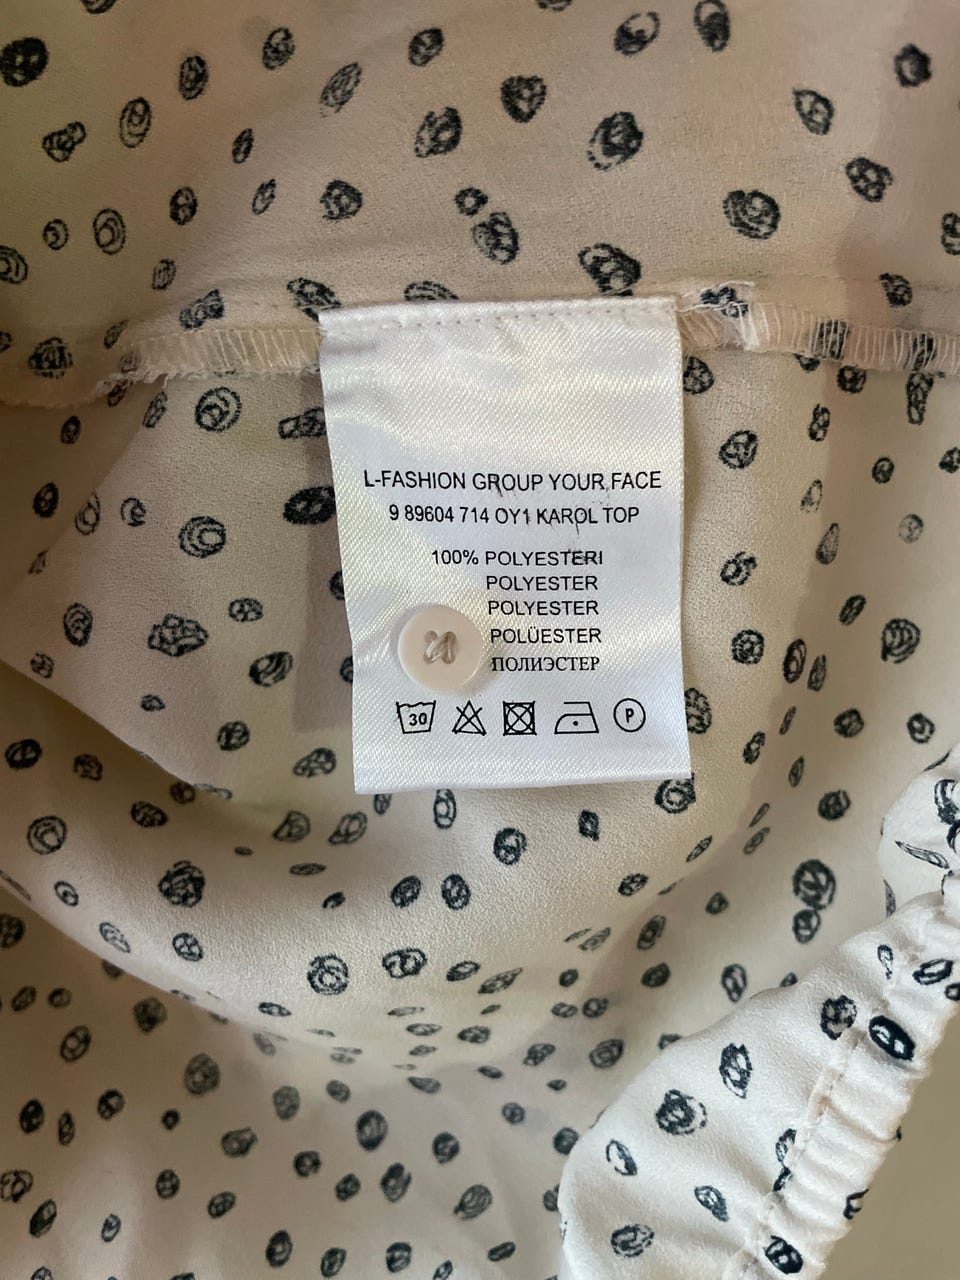 L-FASHION GROUP YOUR FACE
9 89604 714 OY1 KAROL TOP
100% POLYESTERI
POLYESTER
POLYESTER
POLÜESTER
ПОЛИЭСТЕР
30 P